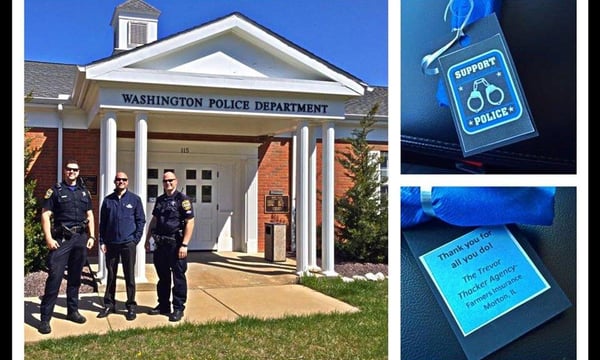 WASHINGTON POLICE DEPARTMENT
115
SUPPORT
POLICE
Thank you for
all you do!
The Trevor
Thacker Agency-
Farmers Insurance
Morton, IL